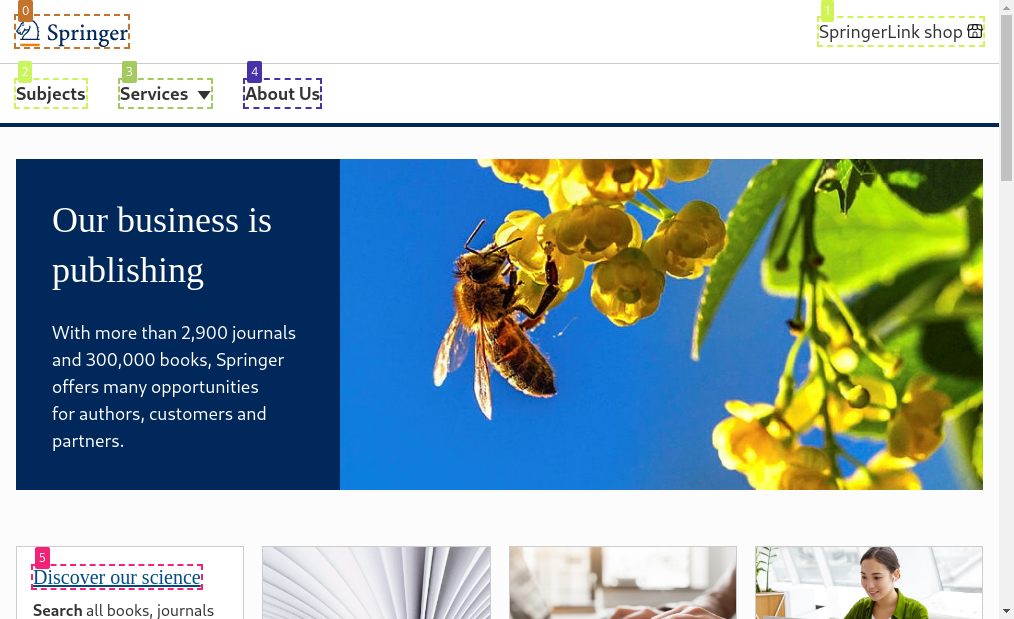 0
Springer
1
SpringerLink shop
2
Subjects
3
Services
4
About Us
Our business is
publishing
With more than 2,900 journals
and 300,000 books, Springer
offers many opportunities
for authors, customers and
partners.
5
Discover our science
Search all books, journals